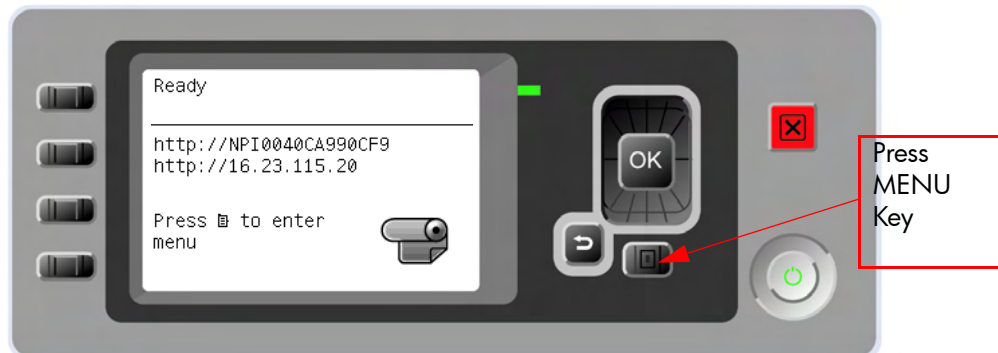 Ready
http://NPI0040CA990CF9
http://16.23.115.20
Press to enter
menu
OK
Press
MENU
Key